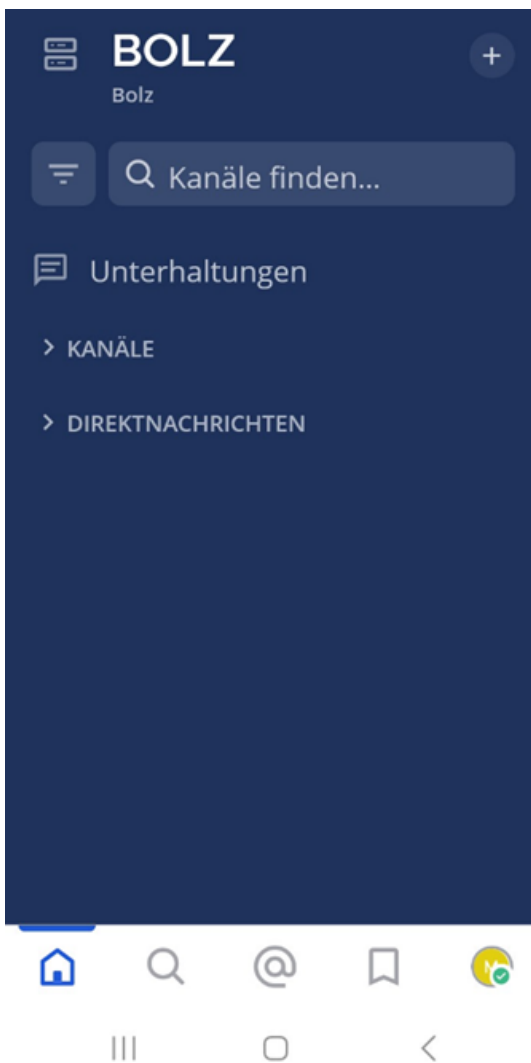 BOLZ
Bolz
Kanäle finden...
Unterhaltungen
KANÄLE
DIREKTNACHRICHTEN